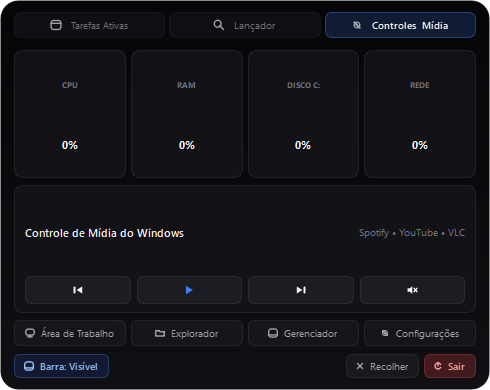 Tarefas Ativas Lançador Controles Mídia
CPU RAM DISCO C: REDE
0% 0% 0% 0%
Controle de Mídia do Windows Spotify • YouTube • VLC
Área de Trabalho Explorador Gerenciador Configurações
Barra: Visível Recolher Sair